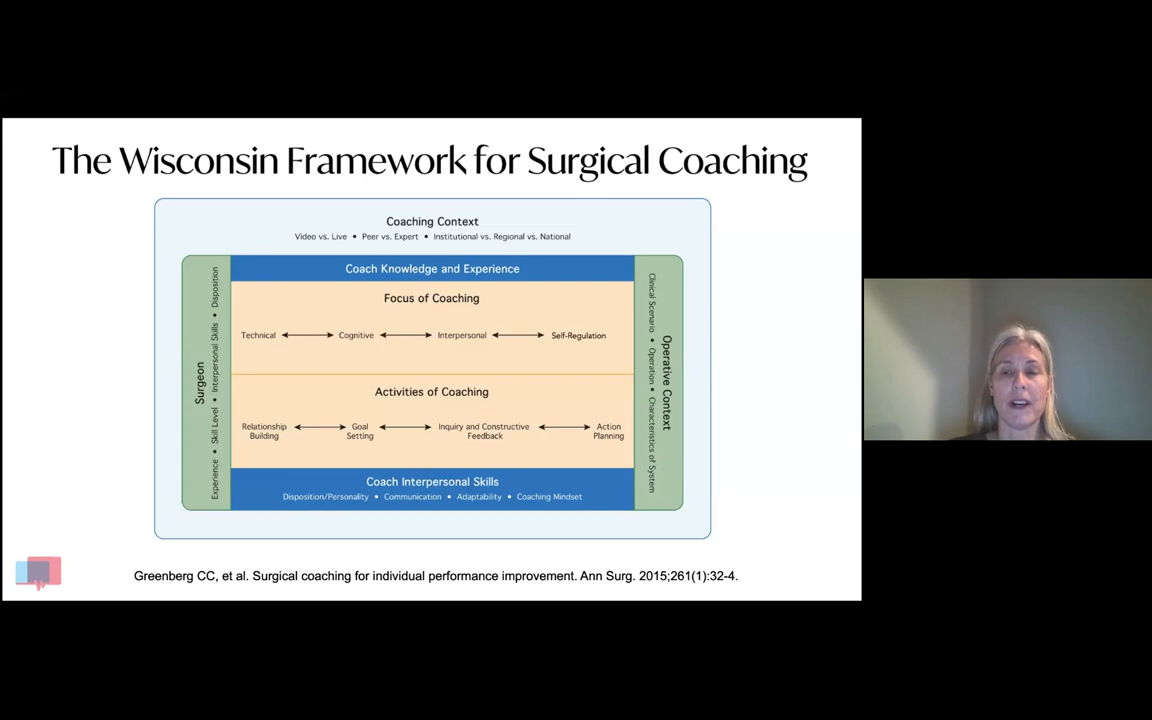 The Wisconsin Framework for Surgical Coaching
Coaching Context
Video vs. Live • Peer vs. Expert • Institutional vs. Regional vs. National
Surgeon
Experience • Skill Level • Interpersonal Skills • Disposition
Coach Knowledge and Experience
Focus of Coaching
Technical Cognitive Interpersonal Self-Regulation
Activities of Coaching
Relationship Building
Goal Setting
Inquiry and Constructive Feedback
Action Planning
Coach Interpersonal Skills
Disposition/Personality • Communication • Adaptability • Coaching Mindset
Operative Context
Clinical Scenario • Operation • Characteristics of System
Greenberg CC, et al. Surgical coaching for individual performance improvement. Ann Surg. 2015;261(1):32-4.